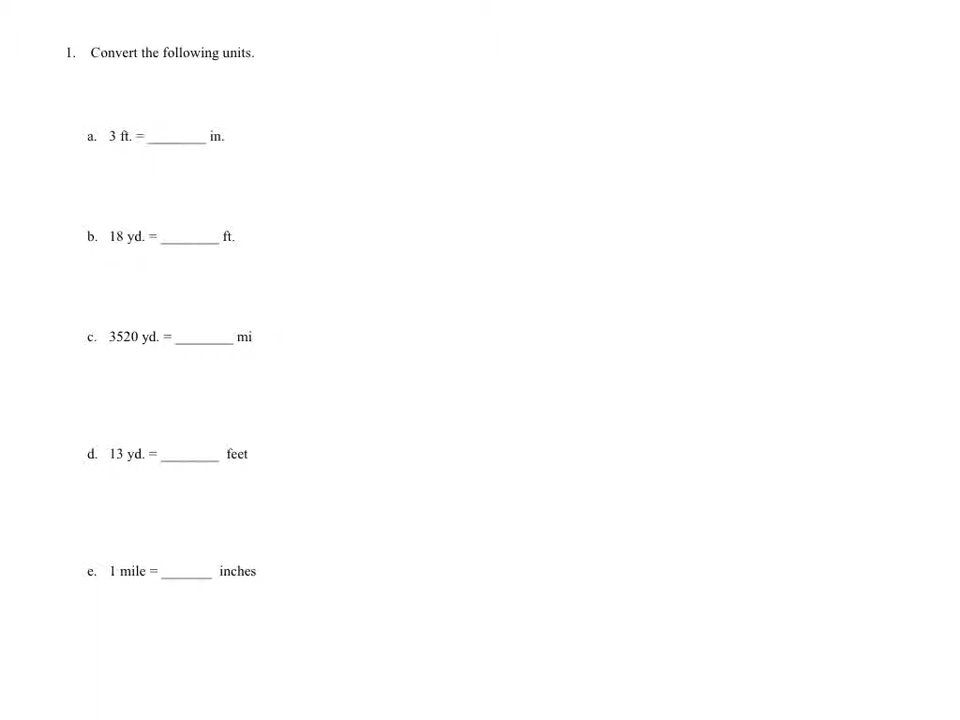 1. Convert the following units.
a. 3 ft. = ________ in.
b. 18 yd. = ________ ft.
c. 3520 yd. = ________ mi
d. 13 yd. = ________ feet
e. 1 mile = _______ inches